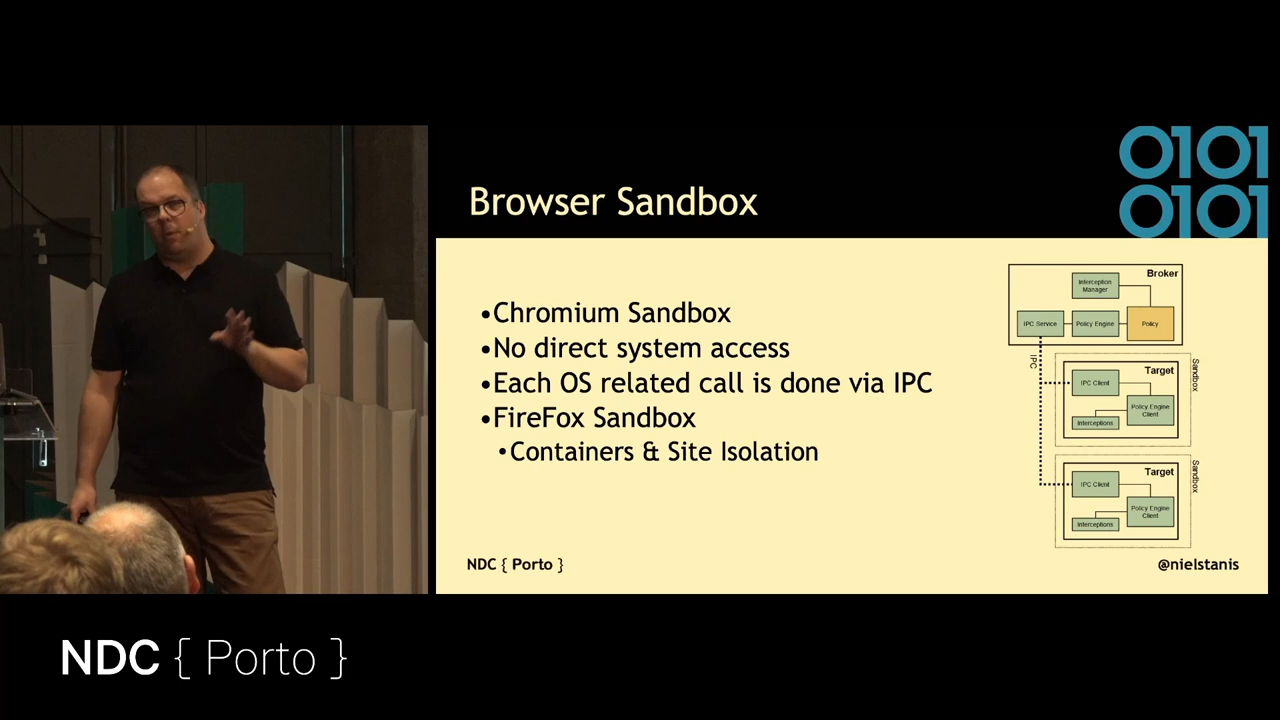 0101
0101
Browser Sandbox
•Chromium Sandbox
•No direct system access
•Each OS related call is done via IPC
•FireFox Sandbox
•Containers & Site Isolation
Broker
Interception
Manager
IPC Service
Policy Engine
Policy
IPC
Sandbox
Target
IPC Client
Policy Engine
Client
Interceptions
Sandbox
Target
IPC Client
Policy Engine
Client
Interceptions
NDC { Porto }
@nielstanis
NDC { Porto }